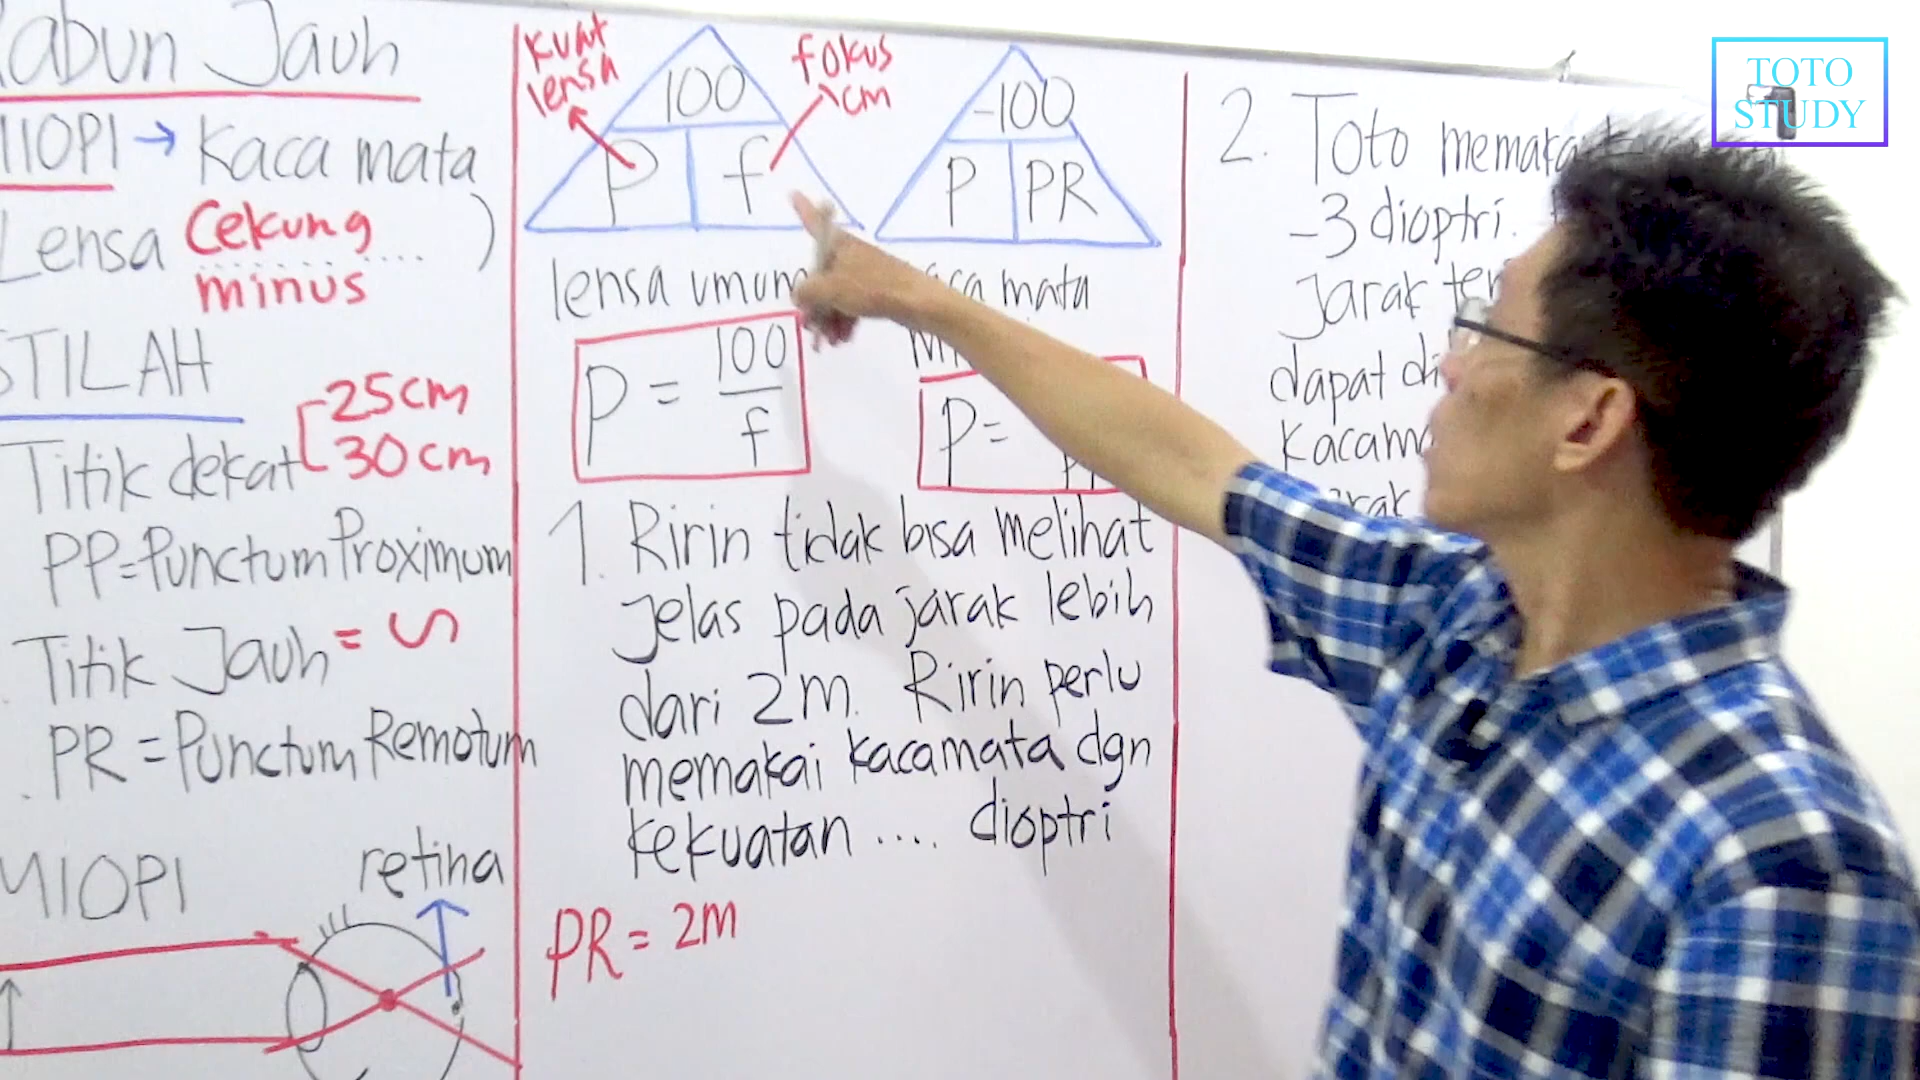 Rabun Jauh
MIOPI → Kaca mata
Lensa Cekung ....)
minus
ISTILAH
Titik dekat 25cm
30cm
PP=Punctum Proximum
Titik Jauh = ∽
PR = Punctum Remotum
MIOPI
retina
kuat
lensa
fokus
cm
100
P f
lensa umum
P = 100
f
-100
P PR
mata
P =
1. Ririn tidak bisa melihat
jelas pada jarak lebih
dari 2m. Ririn perlu
memakai kacamata dgn
kekuatan .... dioptri
PR = 2M
2. Toto
-3 dioptri.
Jarak
dapat
TOTO
STUDY